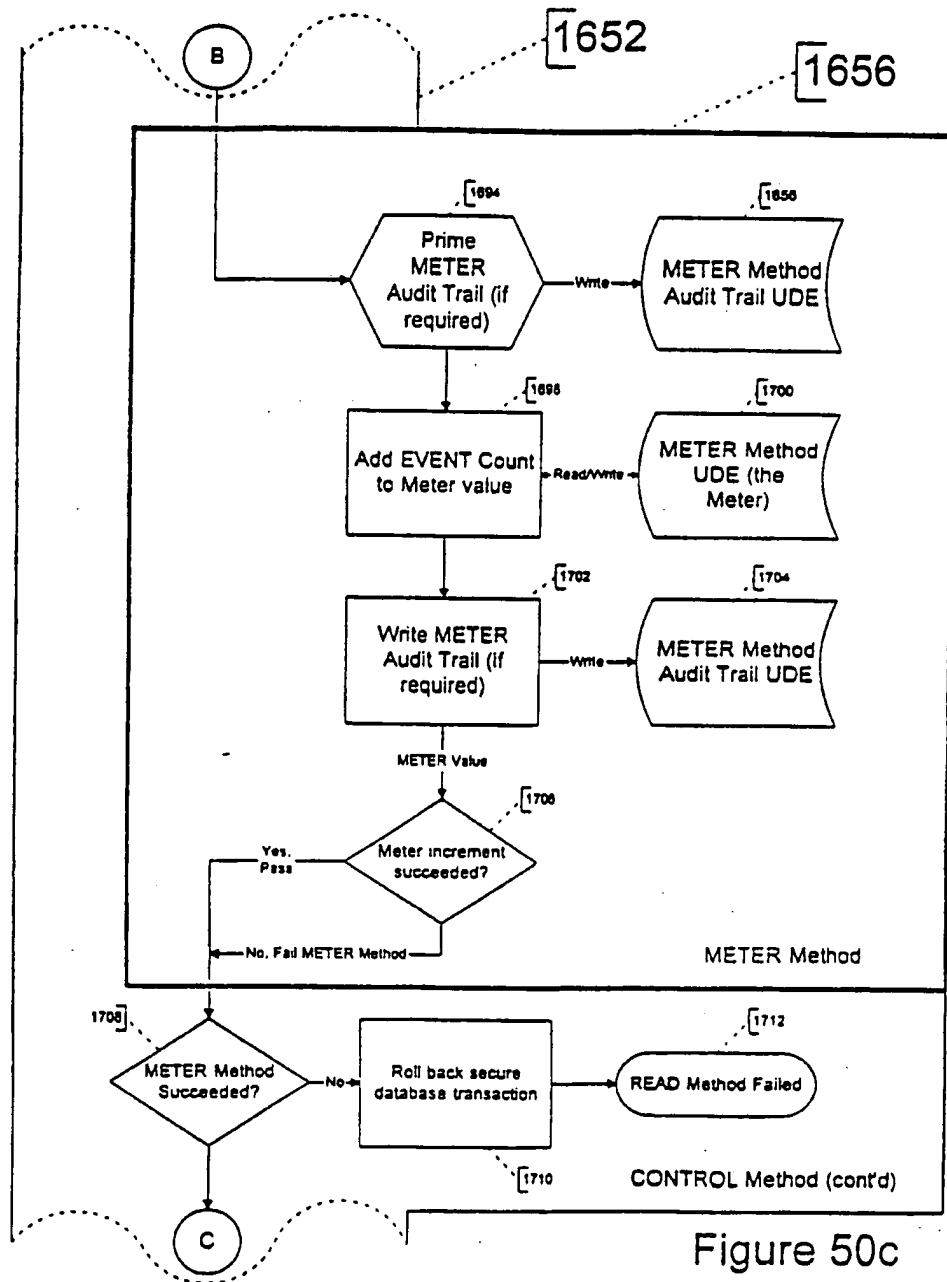 B
1652
1656
1694
Prime
METER
Audit Trail (if
required)
Write
1656
METER Method
Audit Trail UDE
1698
Add EVENT Count
to Meter value
Read/Write
1700
METER Method
UDE (the
Meter)
1702
Write METER
Audit Trail (if
required)
Write
1704
METER Method
Audit Trail UDE
METER Value
1706
Meter increment
succeeded?
Yes,
Pass
No, Fail METER Method
METER Method
1708
METER Method
Succeeded?
No
Roll back secure
database transaction
1710
1712
READ Method Failed
CONTROL Method (cont'd)
C
Figure 50c